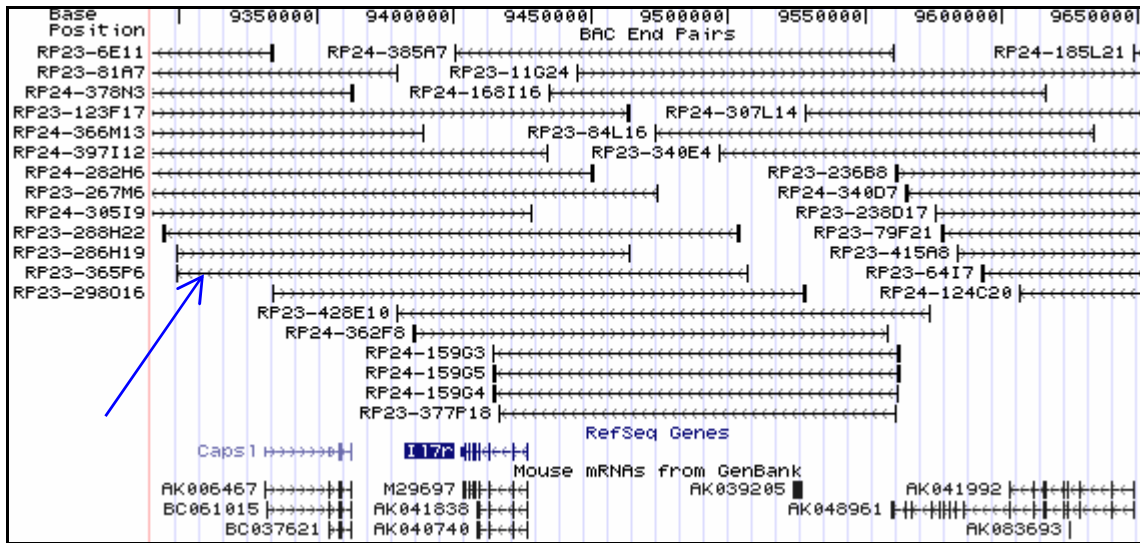 Base 9350000| 9400000| 9450000| 9500000| 9550000| 9600000| 9650000|
Position BAC End Pairs
RP23-6E11 RP24-385A7 RP24-185L21
RP23-81A7 RP23-11G24
RP24-378N3 RP24-168I16
RP23-123F17 RP24-307L14
RP24-366M13 RP23-84L16
RP24-397I12 RP23-340E4
RP24-282H6 RP23-236B8
RP23-267M6 RP24-340D7
RP24-305I9 RP23-238D17
RP23-288H22 RP23-79F21
RP23-286H19 RP23-415A8
RP23-365P6 RP23-64I7
RP23-298O16 RP24-124C20
RP23-428E10
RP24-362F8
RP24-159G3
RP24-159G5
RP24-159G4
RP23-377P18
RefSeq Genes
Capsl Il17r
Mouse mRNAs from GenBank
AK006467 M29697 AK039205 AK041992
BC061015 AK041838 AK048961
BC037621 AK040740 AK083693